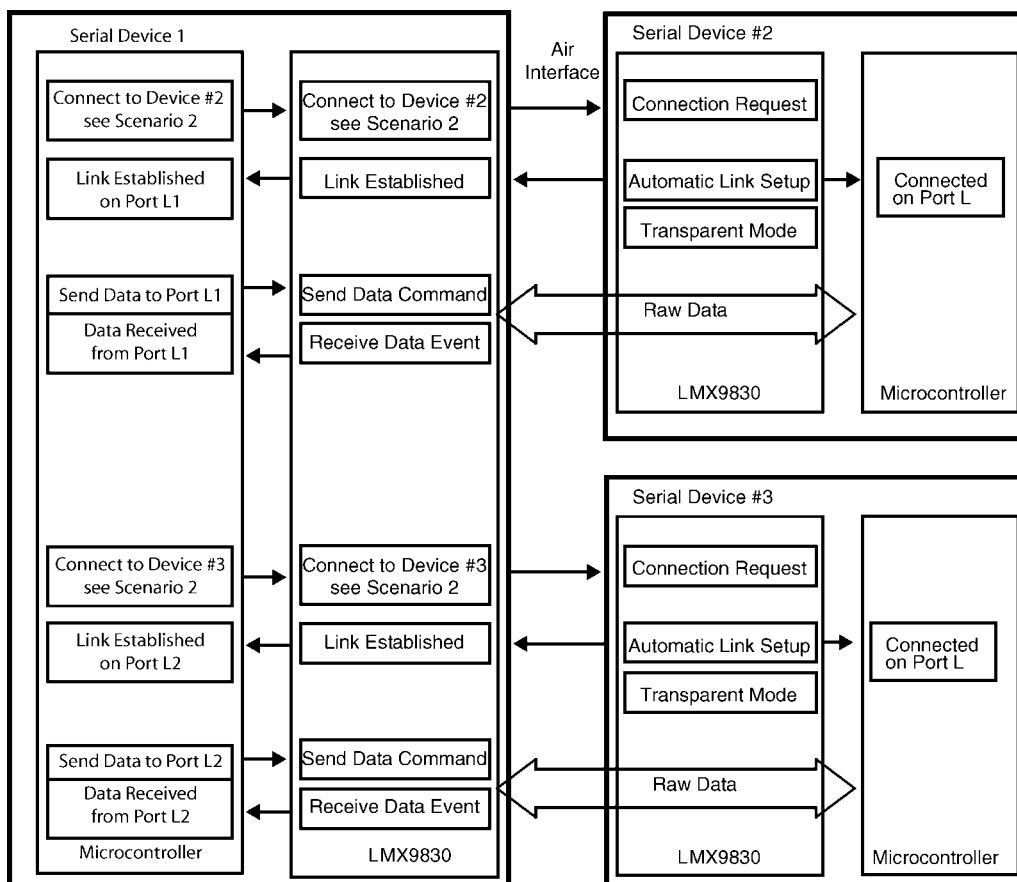 Serial Device 1
Connect to Device #2
see Scenario 2
Link Established
on Port L1
Send Data to Port L1
Data Received
from Port L1
Connect to Device #3
see Scenario 2
Link Established
on Port L2
Send Data to Port L2
Data Received
from Port L2
Microcontroller
Connect to Device #2
see Scenario 2
Link Established
Send Data Command
Receive Data Event
Connect to Device #3
see Scenario 2
Link Established
Send Data Command
Receive Data Event
LMX9830
Air
Interface
Serial Device #2
Connection Request
Automatic Link Setup
Transparent Mode
Raw Data
LMX9830
Connected
on Port L
Microcontroller
Serial Device #3
Connection Request
Automatic Link Setup
Transparent Mode
Raw Data
LMX9830
Connected
on Port L
Microcontroller